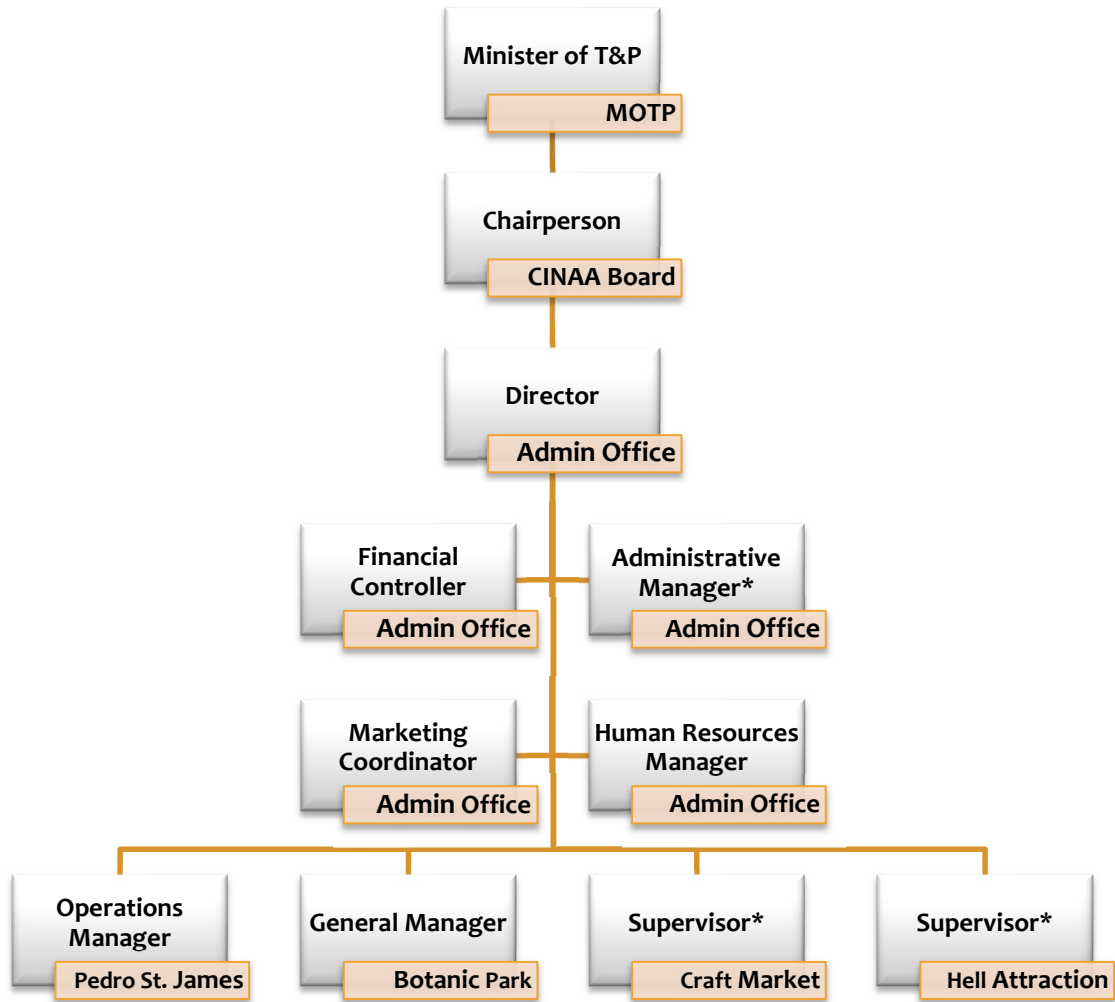 Minister of T&P
MOTP
Chairperson
CINAA Board
Director
Admin Office
Financial
Controller
Admin Office
Administrative
Manager*
Admin Office
Marketing
Coordinator
Admin Office
Human Resources
Manager
Admin Office
Operations
Manager
Pedro St. James
General Manager
Botanic Park
Supervisor*
Craft Market
Supervisor*
Hell Attraction